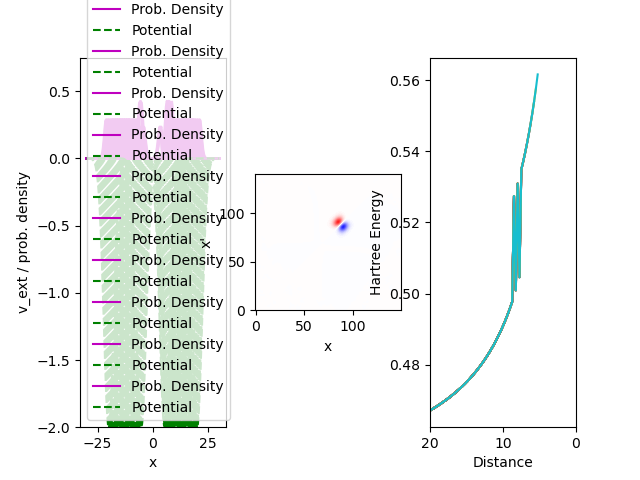 Prob. Density
Potential
Prob. Density
Potential
Prob. Density
Potential
Prob. Density
Potential
Prob. Density
Potential
Prob. Density
Potential
Prob. Density
Potential
Prob. Density
Potential
Prob. Density
Potential
Prob. Density
Potential
v_ext / prob. density
0.5
0.0
−0.5
−1.0
−1.5
−2.0
−25
0
25
x
x'
100
50
0
0
50
100
x
Hartree Energy
0.56
0.54
0.52
0.50
0.48
20
10
0
Distance